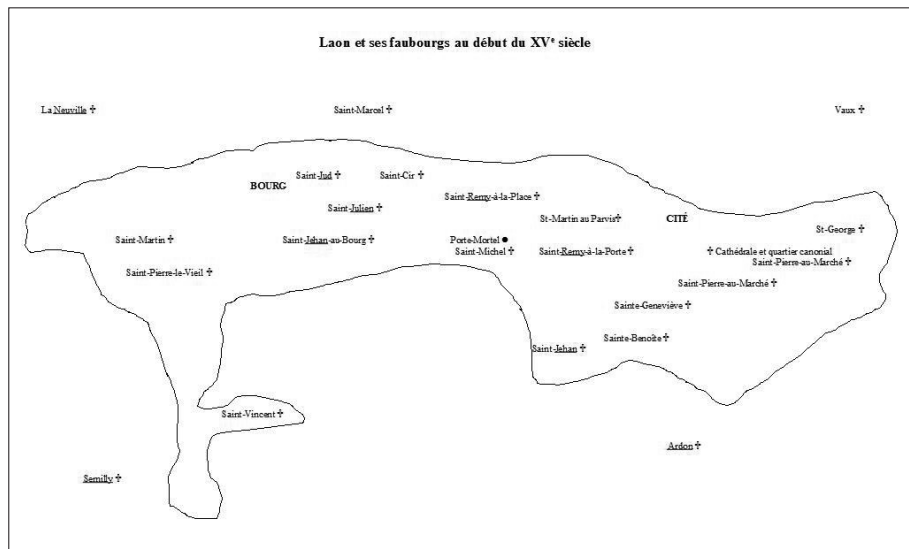 Laon et ses faubourgs au début du XVe siècle
La Neuville ✝
Saint-Marcel ✝
Vaux ✝
Saint-Jud ✝
Saint-Cir ✝
BOURG
Saint-Remy-à-la-Place ✝
Saint-Julien ✝
St-Martin au Parvis✝
CITÉ
St-George ✝
Saint-Martin ✝
Saint-Jehan-au-Bourg ✝
Porte-Mortel ●
Saint-Michel ✝
Saint-Remy-à-la-Porte ✝
✝ Cathédrale et quartier canonial
Saint-Pierre-au-Marché ✝
Saint-Pierre-le-Vieil ✝
Saint-Pierre-au-Marché ✝
Sainte-Geneviève ✝
Sainte-Benoîte ✝
Saint-Jehan ✝
Saint-Vincent ✝
Ardon ✝
Semilly ✝